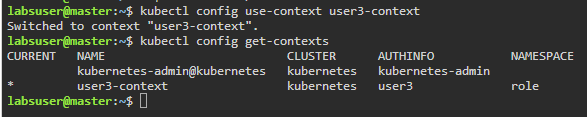 labsuser@master:~$ kubectl config use-context user3-context
Switched to context "user3-context".
labsuser@master:~$ kubectl config get-contexts
CURRENT   NAME                          CLUSTER      AUTHINFO           NAMESPACE
          kubernetes-admin@kubernetes   kubernetes   kubernetes-admin
*         user3-context                 kubernetes   user3              role
labsuser@master:~$